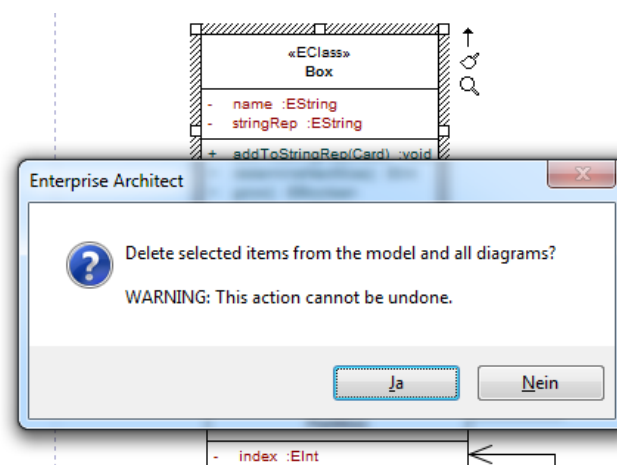 «EClass»
Box
- name :EString
- stringRep :EString
+ addToStringRep(Card) :void
Enterprise Architect
Delete selected items from the model and all diagrams?
WARNING: This action cannot be undone.
Ja
Nein
- index :EInt